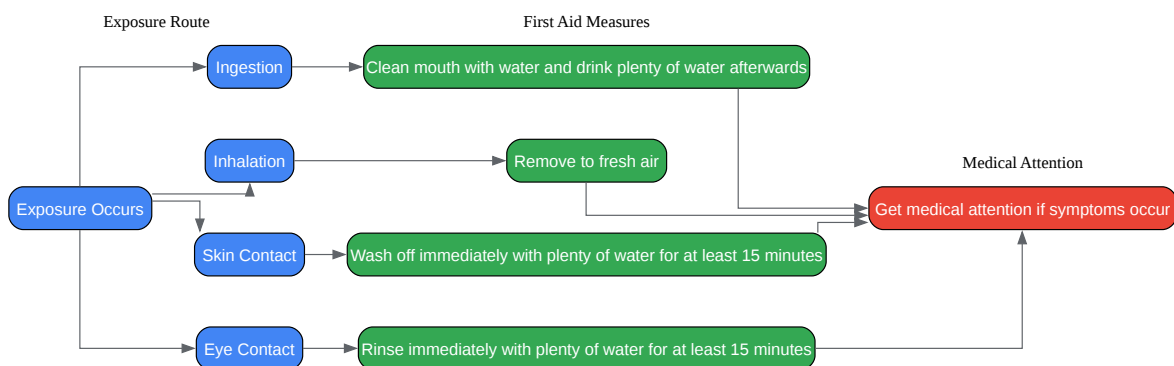 Exposure Route
First Aid Measures
Ingestion
Clean mouth with water and drink plenty of water afterwards
Inhalation
Remove to fresh air
Medical Attention
Exposure Occurs
Get medical attention if symptoms occur
Skin Contact
Wash off immediately with plenty of water for at least 15 minutes
Eye Contact
Rinse immediately with plenty of water for at least 15 minutes